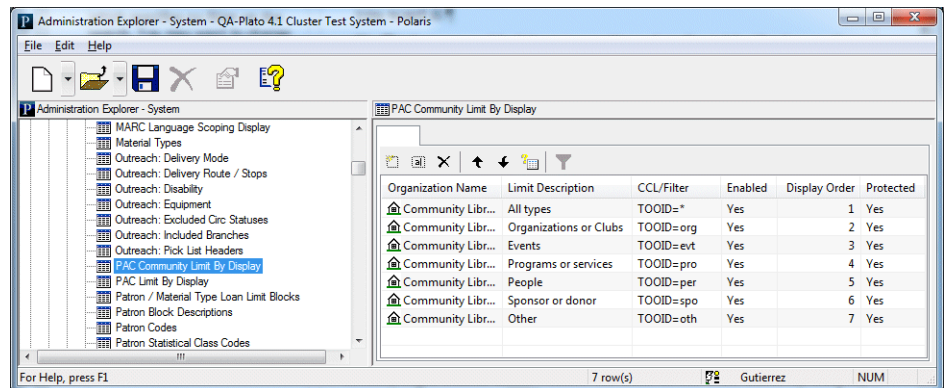 Administration Explorer - System - QA-Plato 4.1 Cluster Test System - Polaris
File Edit Help
Administration Explorer - System
MARC Language Scoping Display
Material Types
Outreach: Delivery Mode
Outreach: Delivery Route / Stops
Outreach: Disability
Outreach: Equipment
Outreach: Excluded Circ Statuses
Outreach: Included Branches
Outreach: Pick List Headers
PAC Community Limit By Display
PAC Limit By Display
Patron / Material Type Loan Limit Blocks
Patron Block Descriptions
Patron Codes
Patron Statistical Class Codes
PAC Community Limit By Display
Organization Name Limit Description CCL/Filter Enabled Display Order Protected
Community Libr... All types TOOID=* Yes 1 Yes
Community Libr... Organizations or Clubs TOOID=org Yes 2 Yes
Community Libr... Events TOOID=evt Yes 3 Yes
Community Libr... Programs or services TOOID=pro Yes 4 Yes
Community Libr... People TOOID=per Yes 5 Yes
Community Libr... Sponsor or donor TOOID=spo Yes 6 Yes
Community Libr... Other TOOID=oth Yes 7 Yes
For Help, press F1 7 row(s) Gutierrez NUM